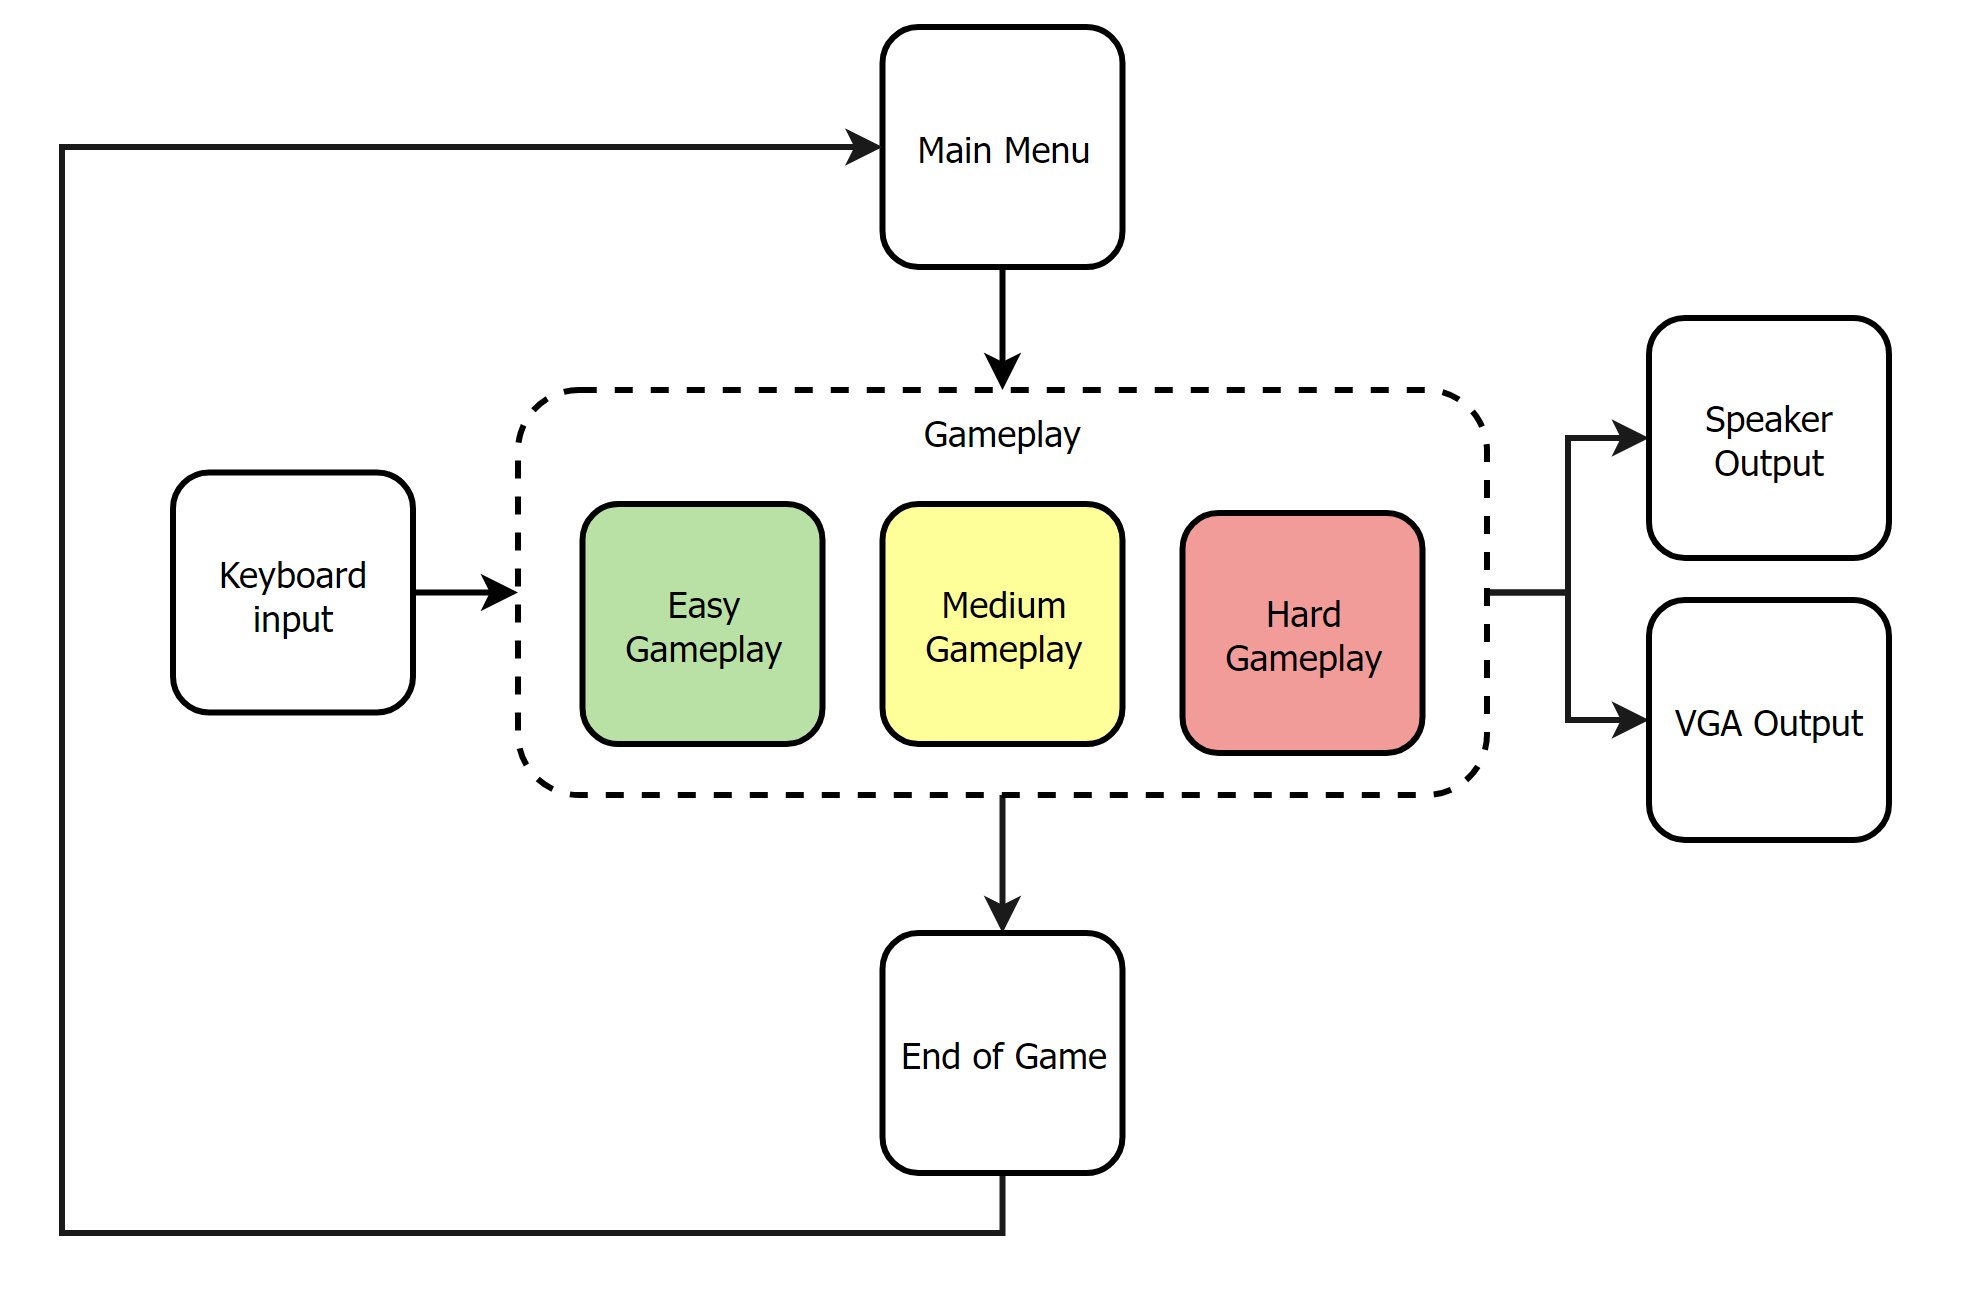 Main Menu
Gameplay
Keyboard
input
Easy
Gameplay
Medium
Gameplay
Hard
Gameplay
Speaker
Output
VGA Output
End of Game